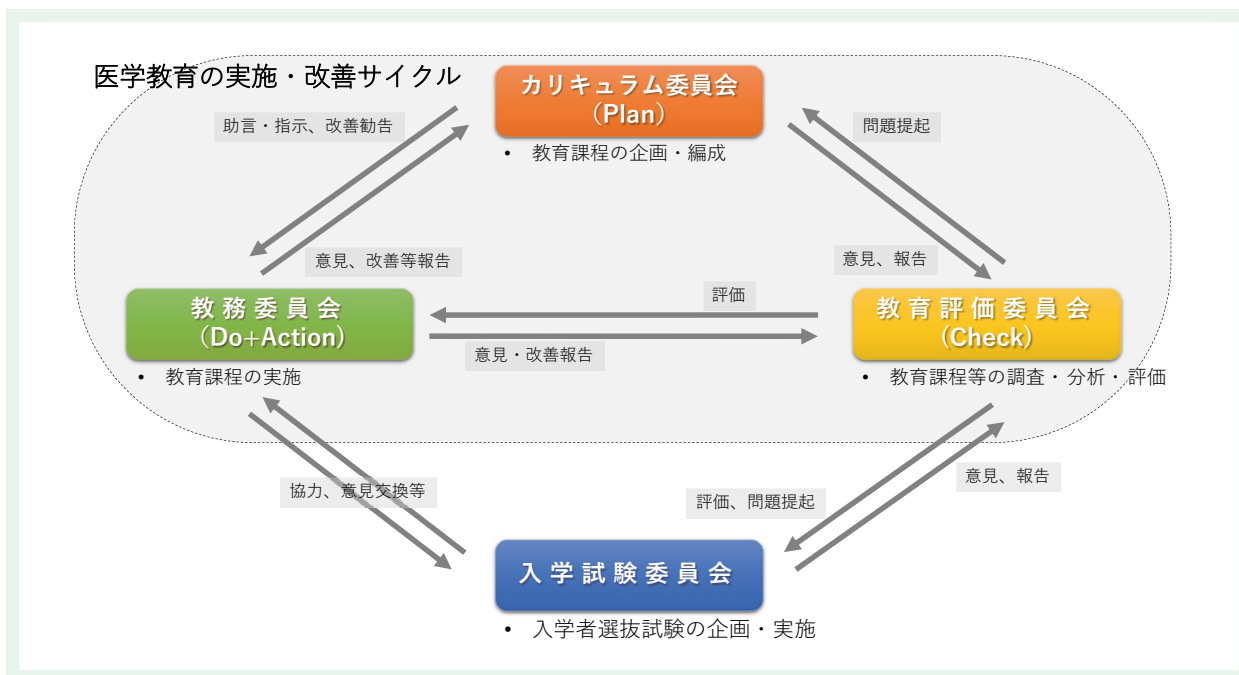 医学教育の実施・改善サイクル
カリキュラム委員会
（Plan）
• 教育課程の企画・編成
助言・指示、改善勧告
問題提起
意見、改善等報告
意見、報告
教務委員会
（Do+Action）
• 教育課程の実施
評価
意見・改善報告
教育評価委員会
（Check）
• 教育課程等の調査・分析・評価
協力、意見交換等
評価、問題提起
意見、報告
入学試験委員会
• 入学者選抜試験の企画・実施